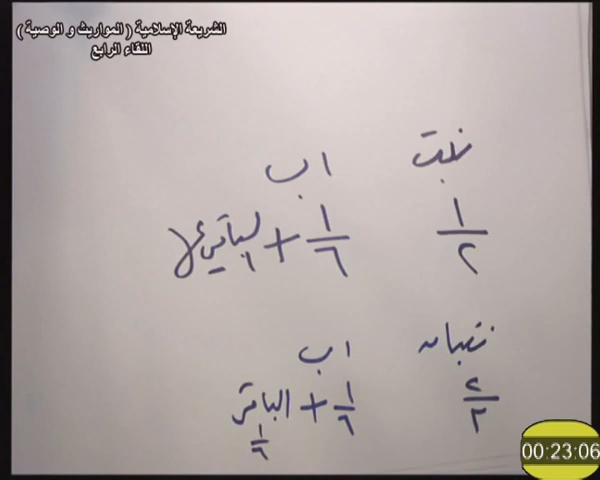 الشريعة الإسلامية ( المواريث و الوصية )
اللقاء الرابع
بنت اب
١/٢ ١/٦ + الباقي
بنتان اب
٢/٣ ١/٦ + الباقي
١/٦
00:23:06